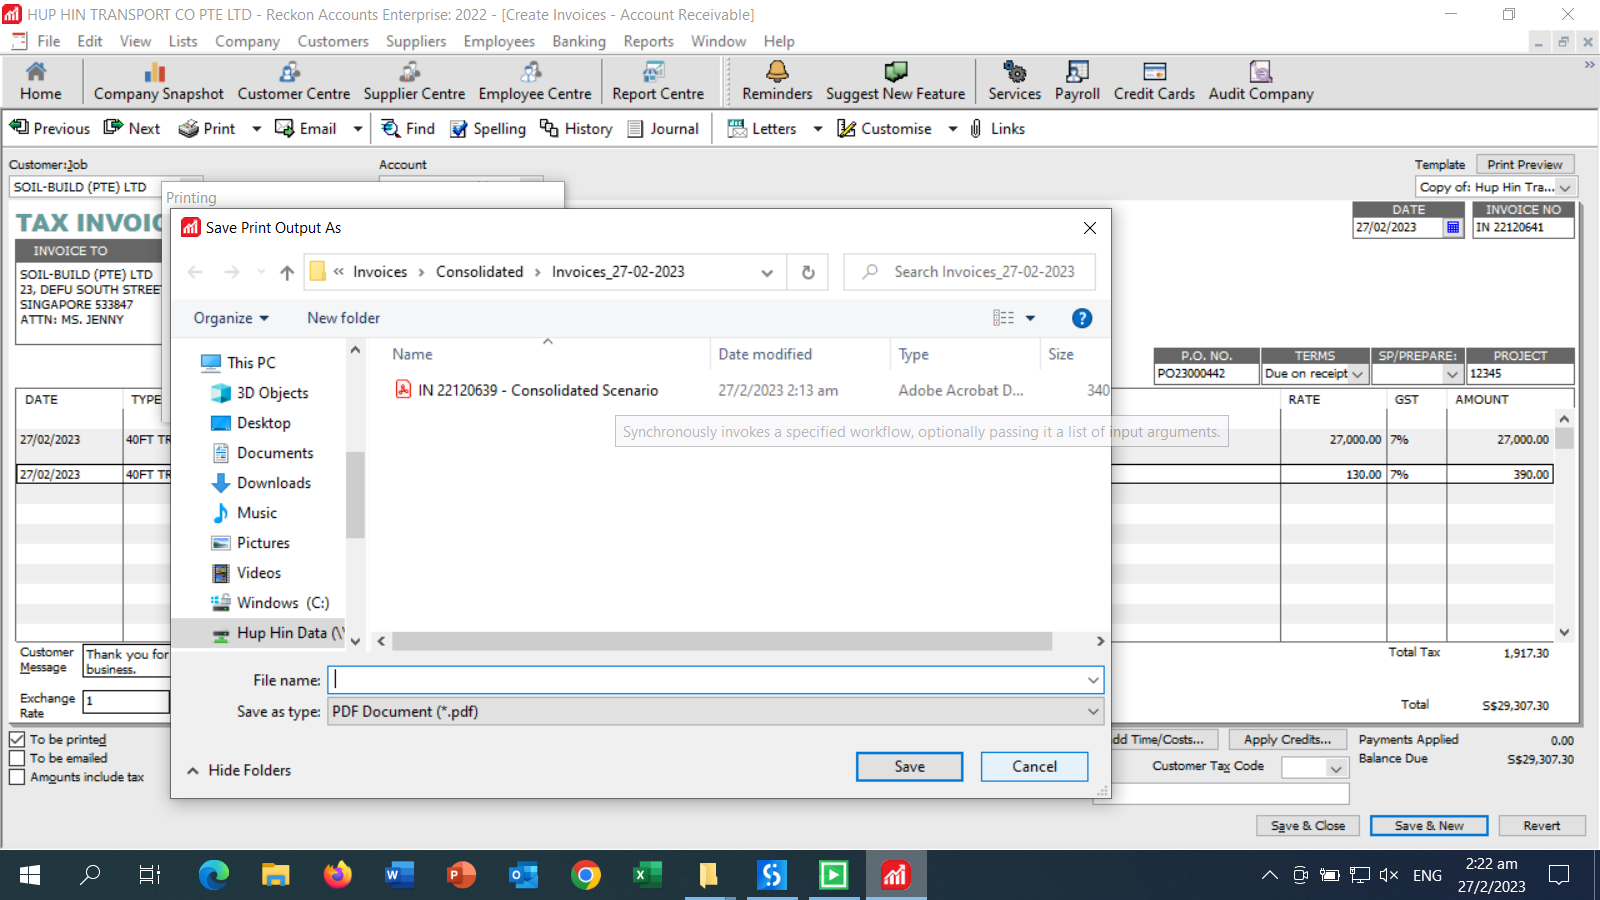 HUP HIN TRANSPORT CO PTE LTD - Reckon Accounts Enterprise: 2022 - [Create Invoices - Account Receivable]
File Edit View Lists Company Customers Suppliers Employees Banking Reports Window Help
Home Company Snapshot Customer Centre Supplier Centre Employee Centre Report Centre Reminders Suggest New Feature Services Payroll Credit Cards Audit Company
Previous Next Print Email Find Spelling History Journal Letters Customise Links
Customer:Job Account Template Print Preview
SOIL-BUILD (PTE) LTD Copy of: Hup Hin Tra...
Printing
TAX INVOIC
DATE INVOICE NO
27/02/2023 IN 22120641
INVOICE TO
SOIL-BUILD (PTE) LTD
23, DEFU SOUTH STREE
SINGAPORE 533847
ATTN: MS. JENNY
Save Print Output As
« Invoices › Consolidated › Invoices_27-02-2023
Search Invoices_27-02-2023
Organize New folder
This PC
3D Objects
Desktop
Documents
Downloads
Music
Pictures
Videos
Windows (C:)
Hup Hin Data (\\
Name Date modified Type Size
IN 22120639 - Consolidated Scenario 27/2/2023 2:13 am Adobe Acrobat D... 340
Synchronously invokes a specified workflow, optionally passing it a list of input arguments.
File name:
Save as type: PDF Document (*.pdf)
Hide Folders
Save Cancel
P.O. NO. TERMS SP/PREPARE: PROJECT
PO23000442 Due on receipt 12345
DATE TYPE RATE GST AMOUNT
27/02/2023 40FT TR 27,000.00 7% 27,000.00
27/02/2023 40FT TR 130.00 7% 390.00
Customer Message
Thank you for
business.
Total Tax 1,917.30
Exchange Rate 1
Total S$29,307.30
To be printed
To be emailed
Amounts include tax
dd Time/Costs... Apply Credits... Payments Applied 0.00
Customer Tax Code Balance Due S$29,307.30
Save & Close Save & New Revert
ENG
2:22 am
27/2/2023